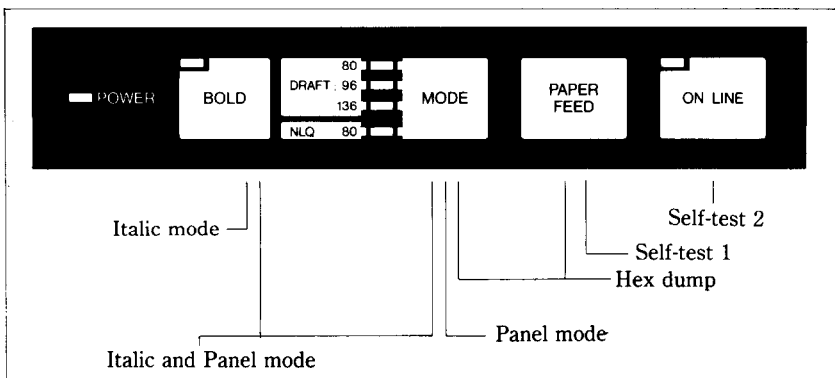 POWER
BOLD
80
DRAFT : 96
136
NLQ 80
MODE
PAPER
FEED
ON LINE
Italic mode
Self-test 2
Self-test 1
Hex dump
Panel mode
Italic and Panel mode